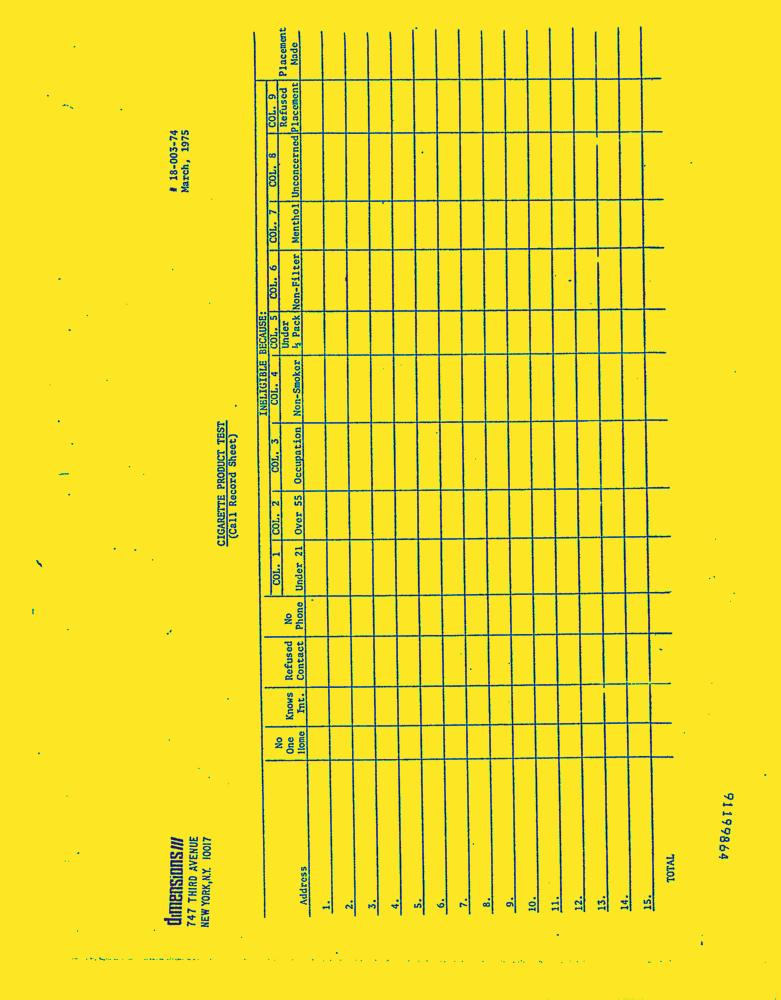 dimensions///
747 THIRD AVENUE
NEW YORK, N.Y. 10017
# 18-003-74
March, 1975
CIGARETTE PRODUCT TEST
(Call Record Sheet)
INELIGIBLE BECAUSE:
COL. 1 COL. 2 COL. 3 COL. 4 COL. 5 COL. 6 COL. 7 COL. 8 COL. 9
No Knows Refused No Under Refused Placement
One Int. Contact Phone Under 21 Over 55 Occupation Non-Smoker ½ Pack Non-Filter Menthol Unconcerned Placement Made
Address Home
1.
2.
3.
4.
5.
6.
7.
8.
9.
10.
11.
12.
13.
14.
15.
TOTAL
91199864